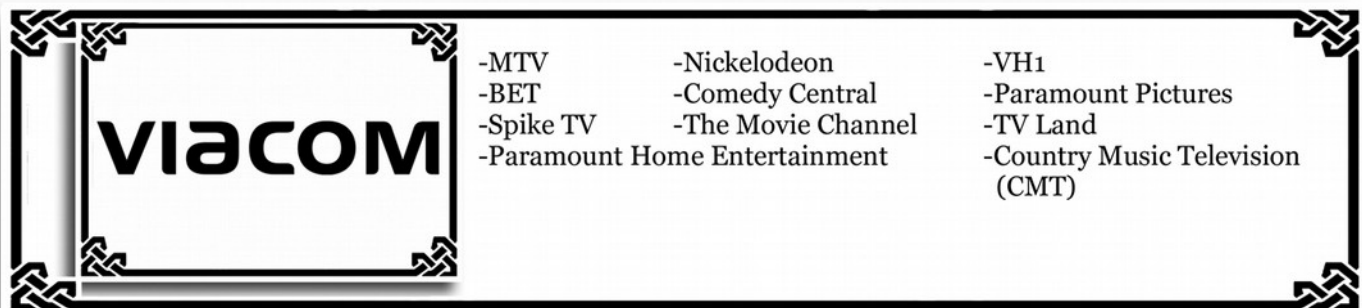 VIACOM
-MTV -Nickelodeon -VH1
-BET -Comedy Central -Paramount Pictures
-Spike TV -The Movie Channel -TV Land
-Paramount Home Entertainment -Country Music Television
(CMT)